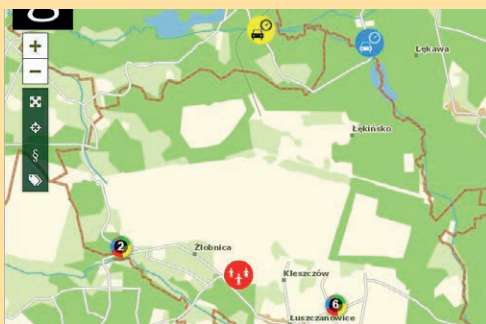 +
Łękawa
−
Łękińsko
§
2
Żłobnica
Kleszczów
6
Łuszczanowice